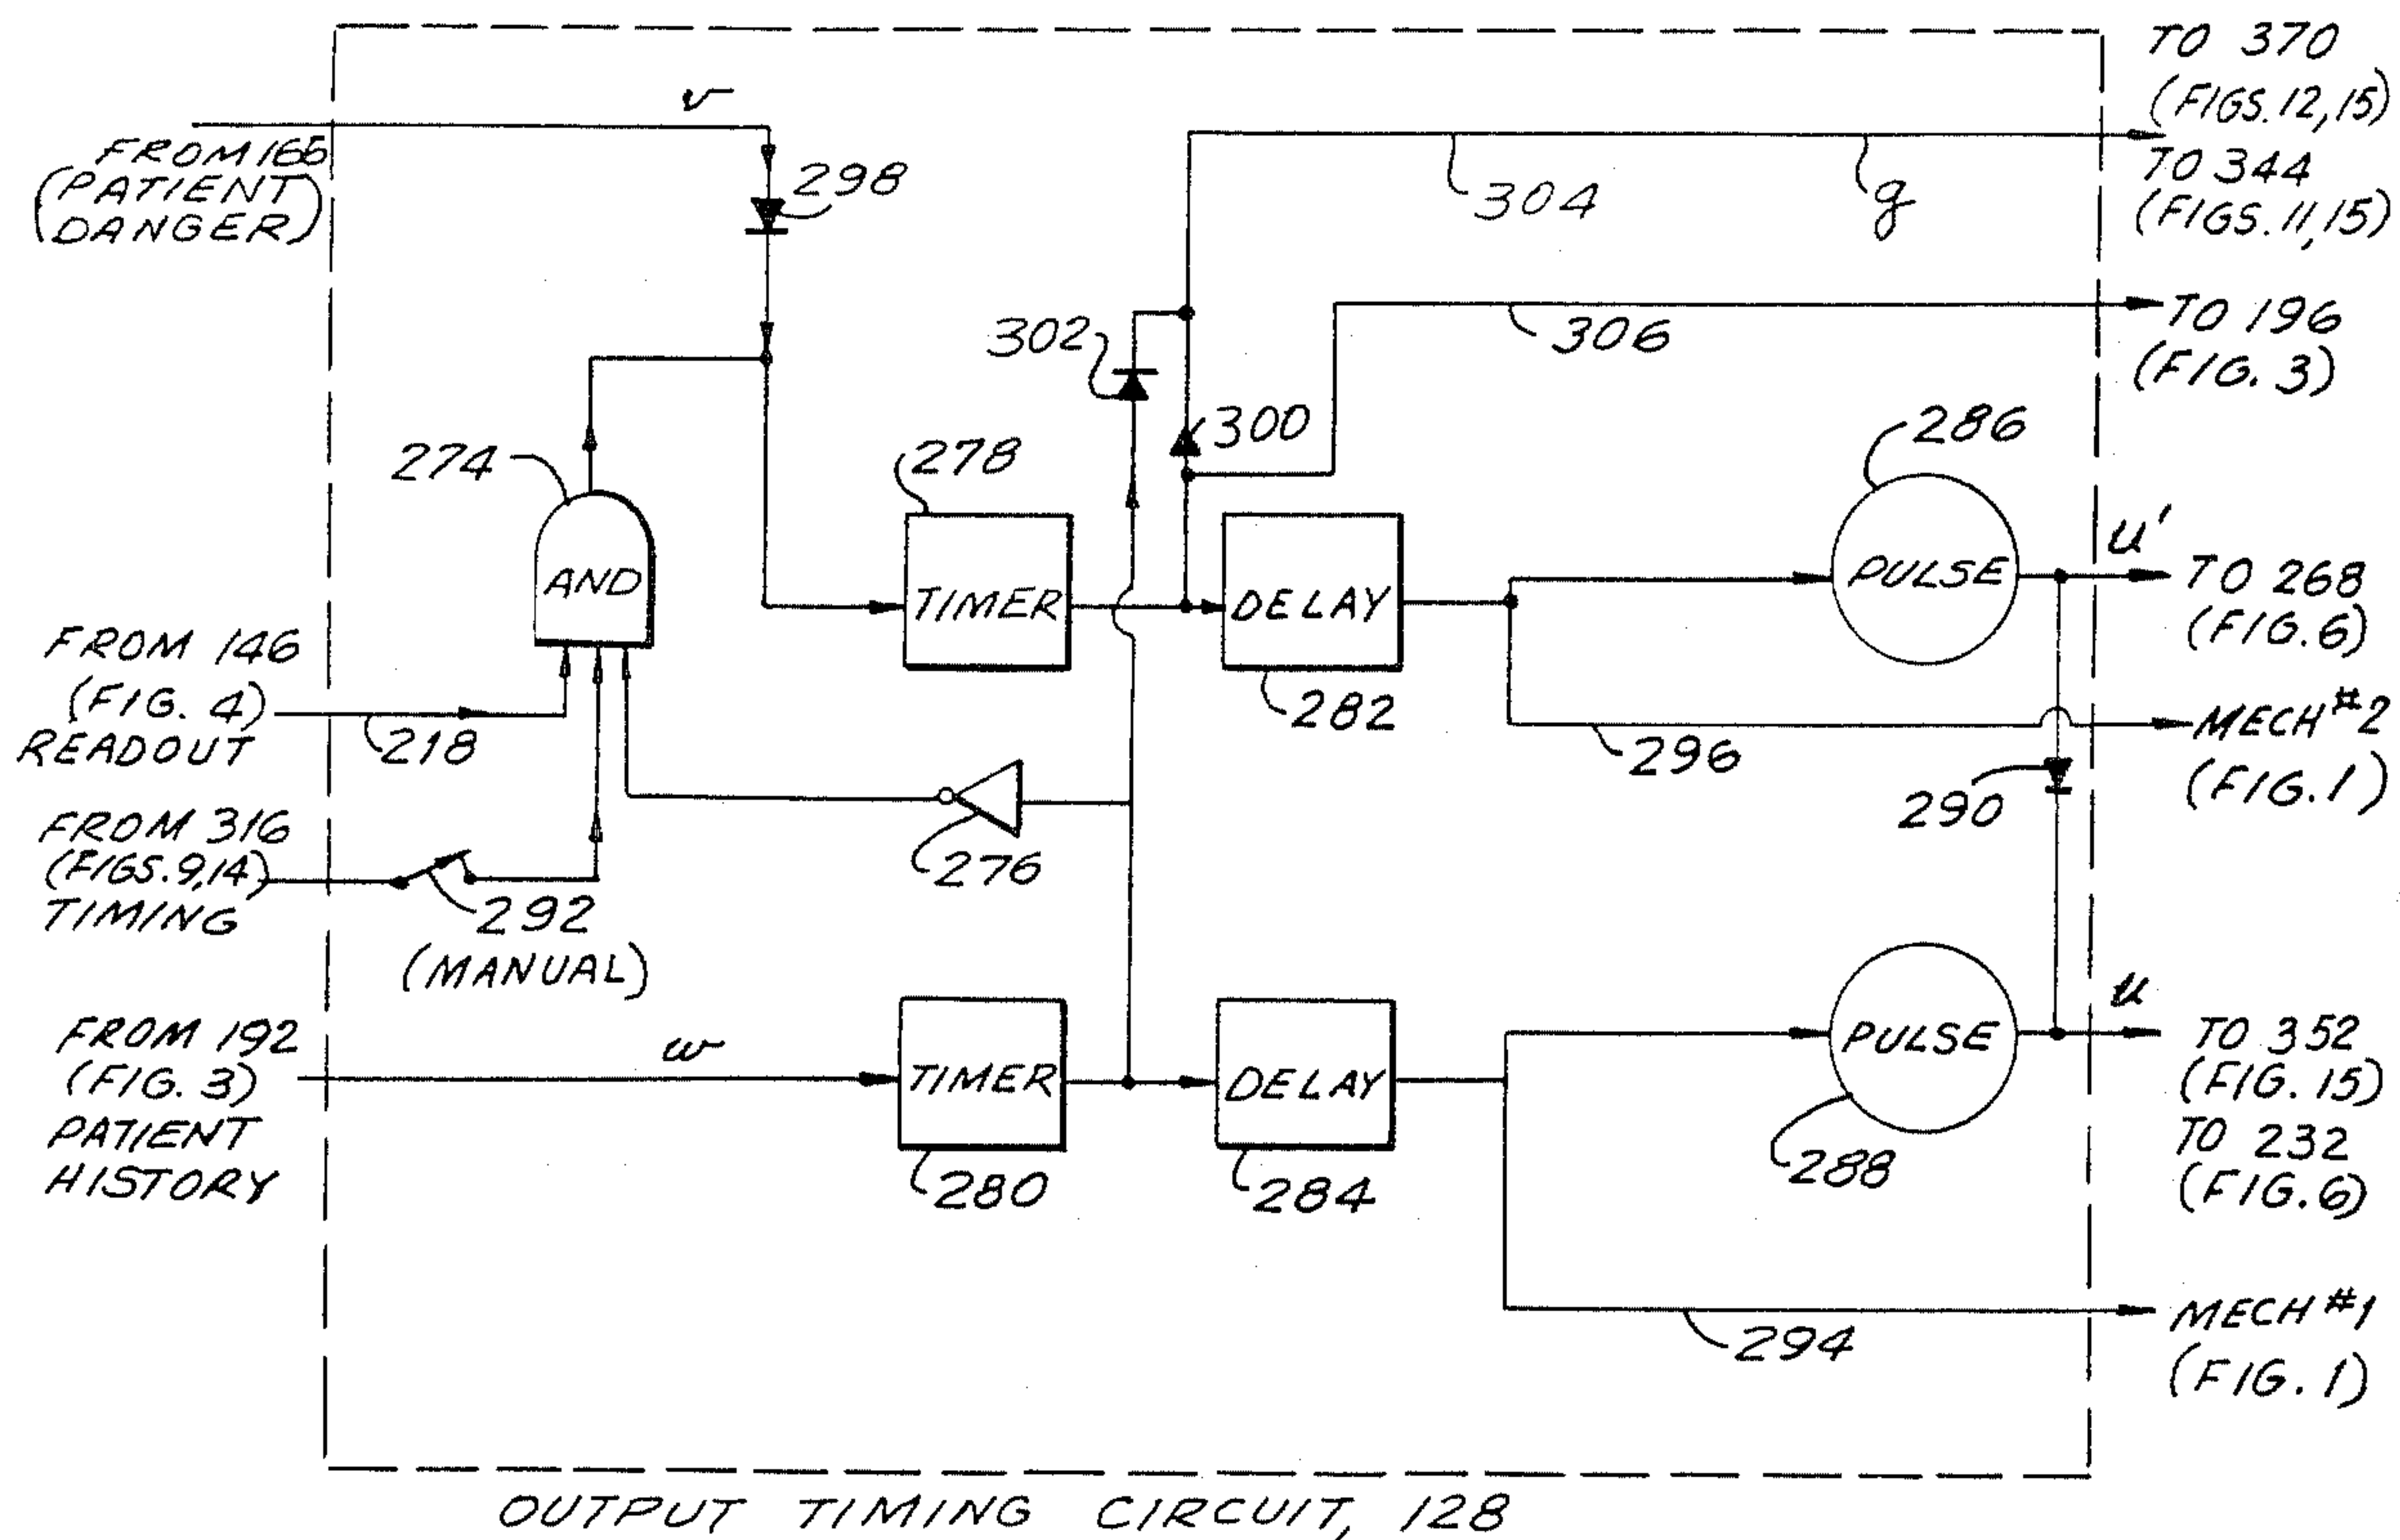 TO 370
(FIGS. 12, 15)
TO 344
(FIGS. 11, 15)
v
FROM 165
(PATIENT
DANGER)
298
304
g
302
306
TO 196
(FIG. 3)
300
286
274
278
AND
TIMER
DELAY
PULSE
u'
TO 268
(FIG. 6)
FROM 146
(FIG. 4)
READOUT
218
282
296
MECH #2
(FIG. 1)
290
FROM 316
(FIGS. 9, 14)
TIMING
292
(MANUAL)
276
FROM 192
(FIG. 3)
PATIENT
HISTORY
w
TIMER
DELAY
PULSE
u
TO 352
(FIG. 15)
TO 232
(FIG. 6)
280
284
288
294
MECH #1
(FIG. 1)
OUTPUT TIMING CIRCUIT, 128